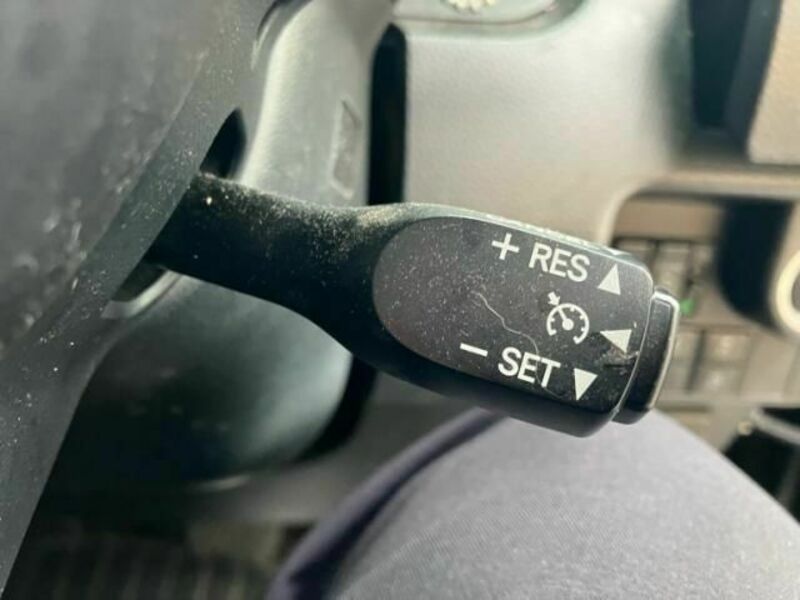 + RES
- SET